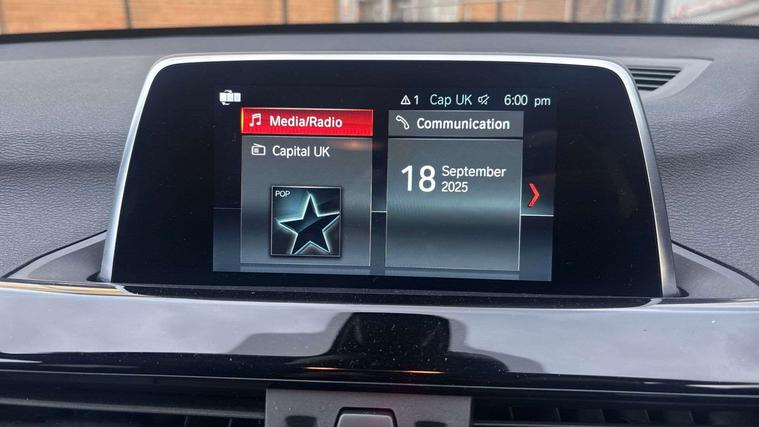 1 Cap UK 6:00 pm
Media/Radio
Capital UK
POP
Communication
18 September
2025